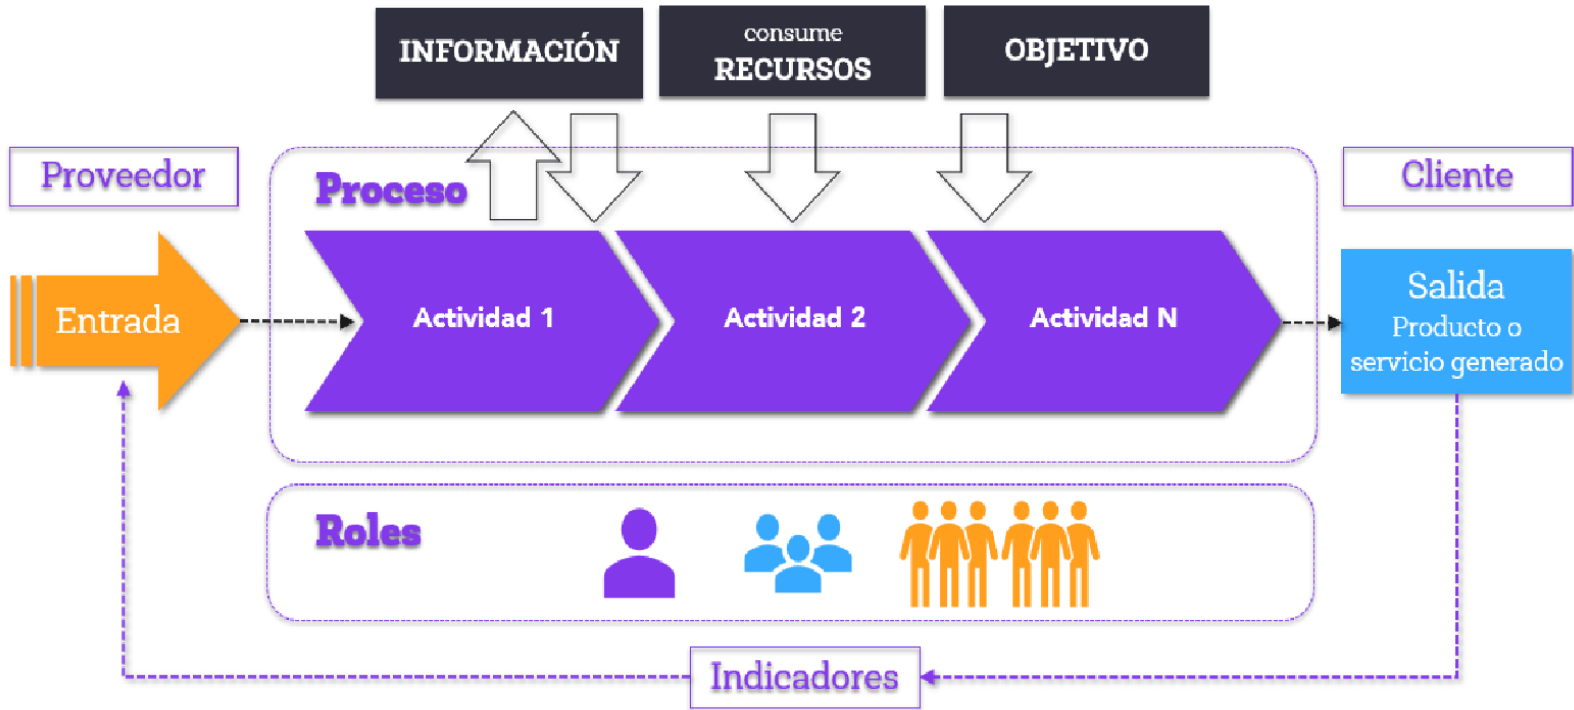 INFORMACIÓN
consume
RECURSOS
OBJETIVO
Proveedor
Proceso
Cliente
Entrada
Actividad 1
Actividad 2
Actividad N
Salida
Producto o
servicio generado
Roles
Indicadores